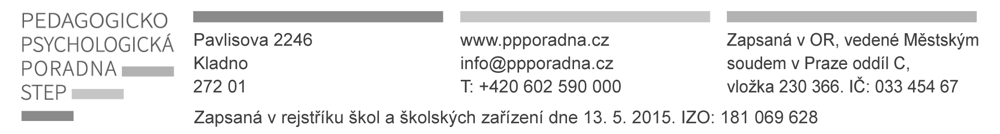 PEDAGOGICKO
PSYCHOLOGICKÁ
PORADNA
STEP
Pavlisova 2246
Kladno
272 01
www.ppporadna.cz
info@ppporadna.cz
T: +420 602 590 000
Zapsaná v OR, vedené Městským
soudem v Praze oddíl C,
vložka 230 366. IČ: 033 454 67
Zapsaná v rejstříku škol a školských zařízení dne 13. 5. 2015. IZO: 181 069 628